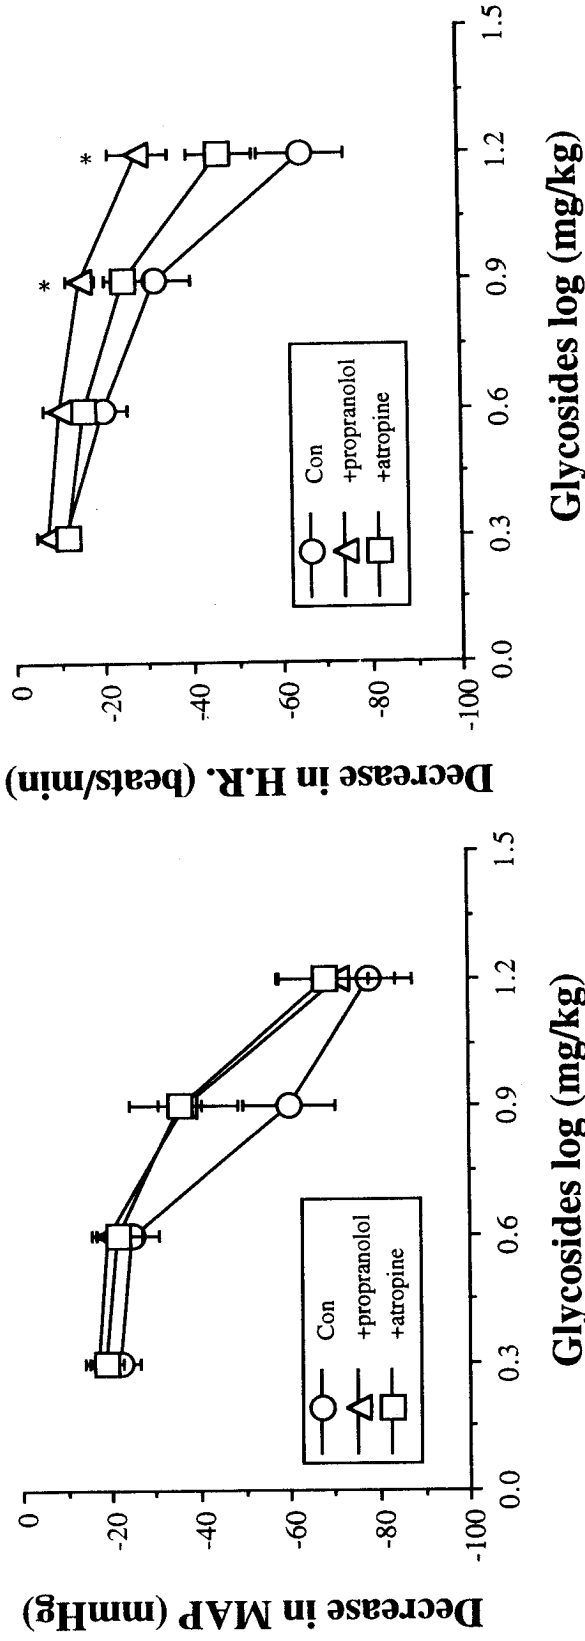 Decrease in MAP (mmHg)
0
-20
-40
-60
-80
-100
0.0
0.3
0.6
0.9
1.2
1.5
Con
+propranolol
+atropine
Glycosides log (mg/kg)
Decrease in H.R. (beats/min)
0
-20
-40
-60
-80
-100
0.0
0.3
0.6
0.9
1.2
1.5
*
*
Con
+propranolol
+atropine
Glycosides log (mg/kg)